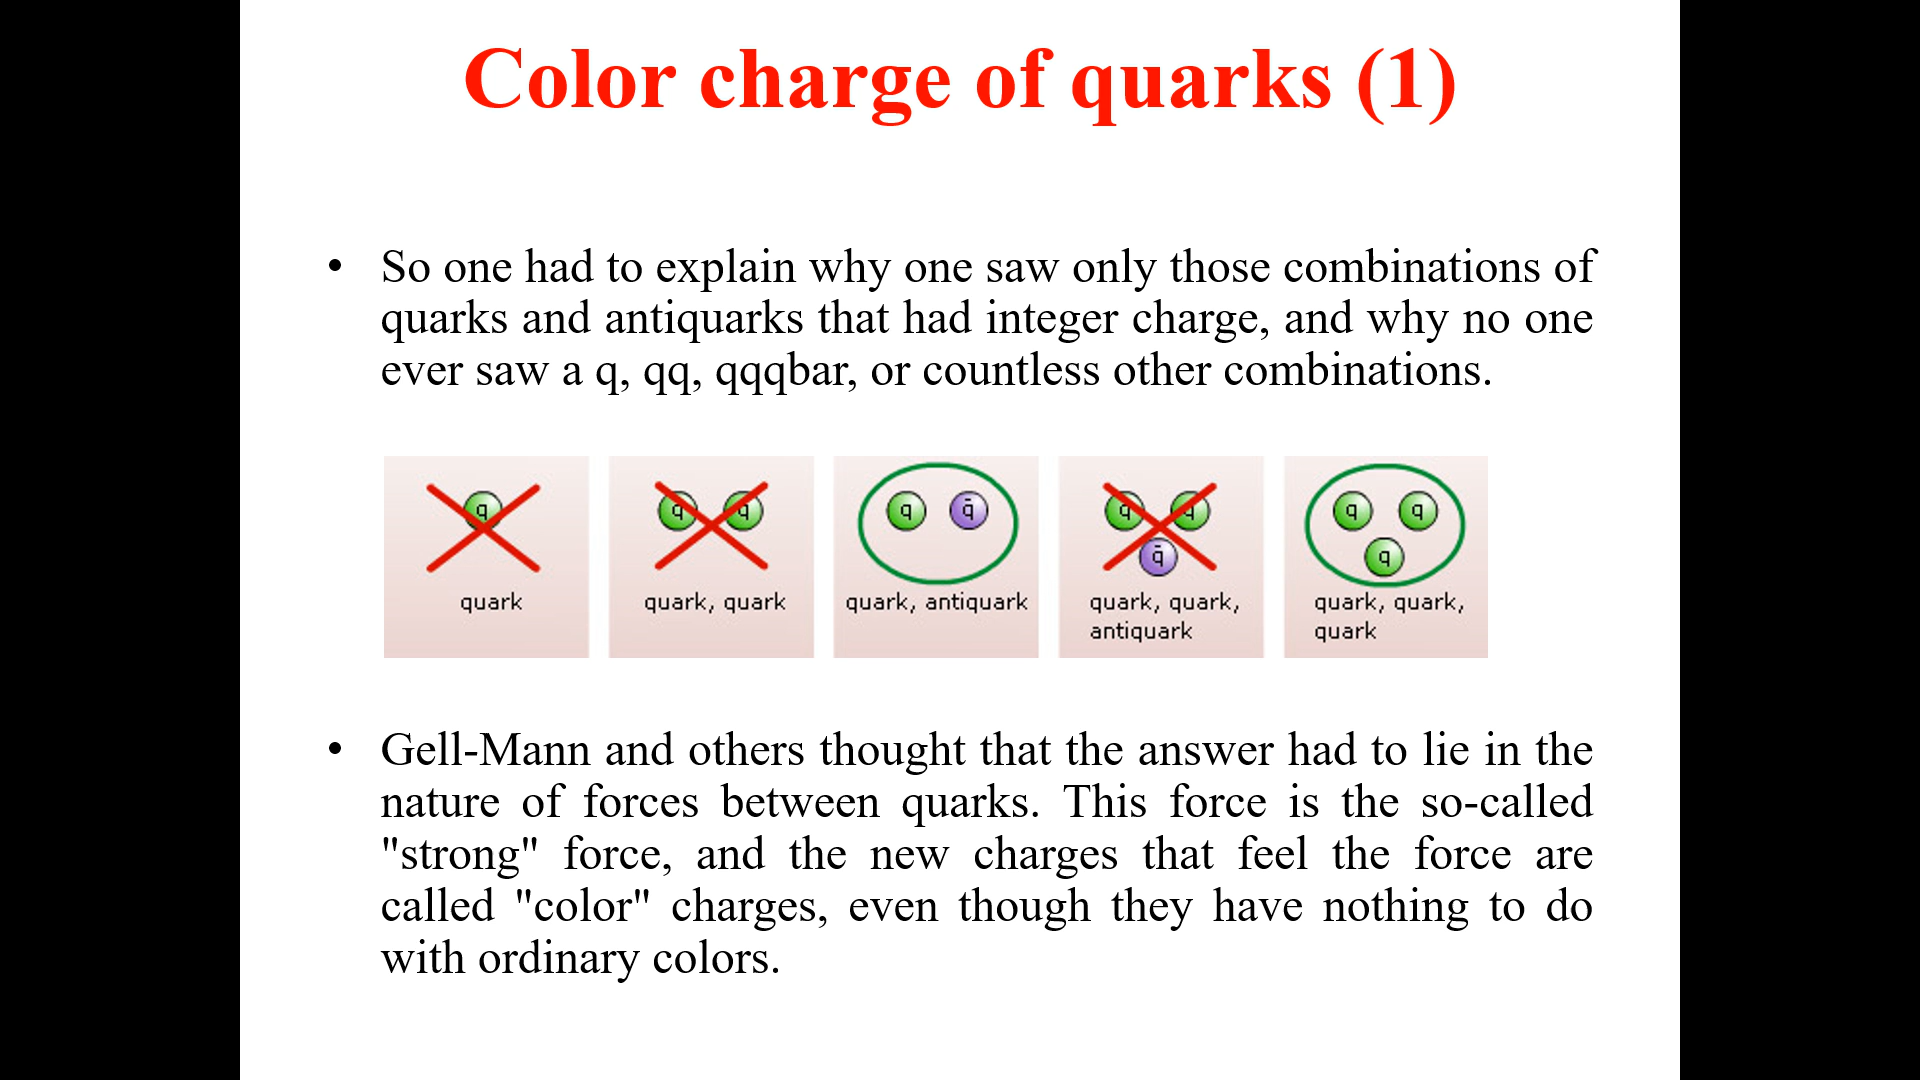 Color charge of quarks (1)
• So one had to explain why one saw only those combinations of
quarks and antiquarks that had integer charge, and why no one
ever saw a q, qq, qqqbar, or countless other combinations.
q
quark
q q
quark, quark
q q̄
quark, antiquark
q q
q̄
quark, quark,
antiquark
q q
q
quark, quark,
quark
• Gell-Mann and others thought that the answer had to lie in the
nature of forces between quarks. This force is the so-called
"strong" force, and the new charges that feel the force are
called "color" charges, even though they have nothing to do
with ordinary colors.